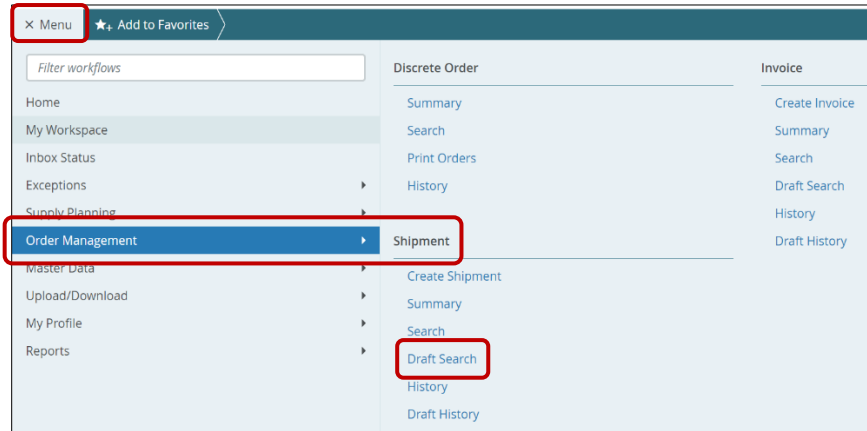 × Menu
★+ Add to Favorites
Filter workflows
Home
My Workspace
Inbox Status
Exceptions
Supply Planning
Order Management
Master Data
Upload/Download
My Profile
Reports
Discrete Order
Summary
Search
Print Orders
History
Shipment
Create Shipment
Summary
Search
Draft Search
History
Draft History
Invoice
Create Invoice
Summary
Search
Draft Search
History
Draft History